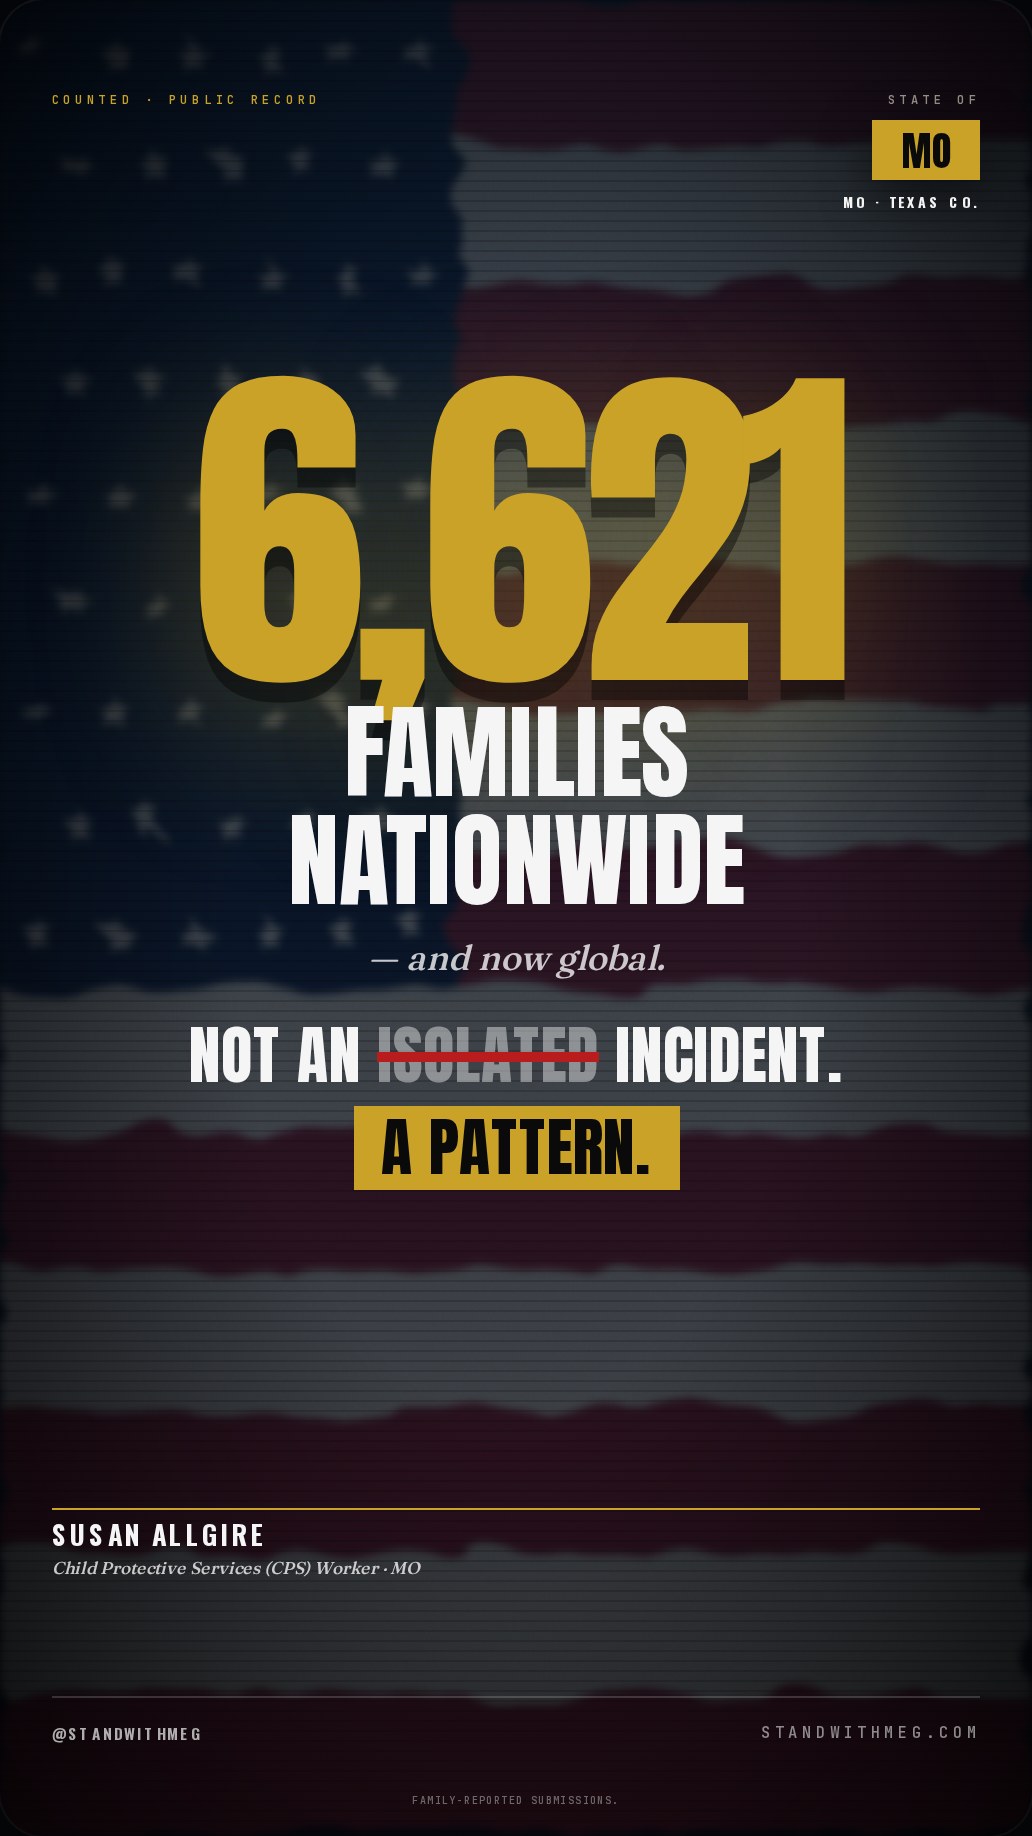 COUNTED · PUBLIC RECORD
STATE OF
MO
MO · TEXAS CO.
6,621
FAMILIES
NATIONWIDE
— and now global.
NOT AN ISOLATED INCIDENT.
A PATTERN.
SUSAN ALLGIRE
Child Protective Services (CPS) Worker · MO
@STANDWITHMEG
STANDWITHMEG.COM
FAMILY-REPORTED SUBMISSIONS.